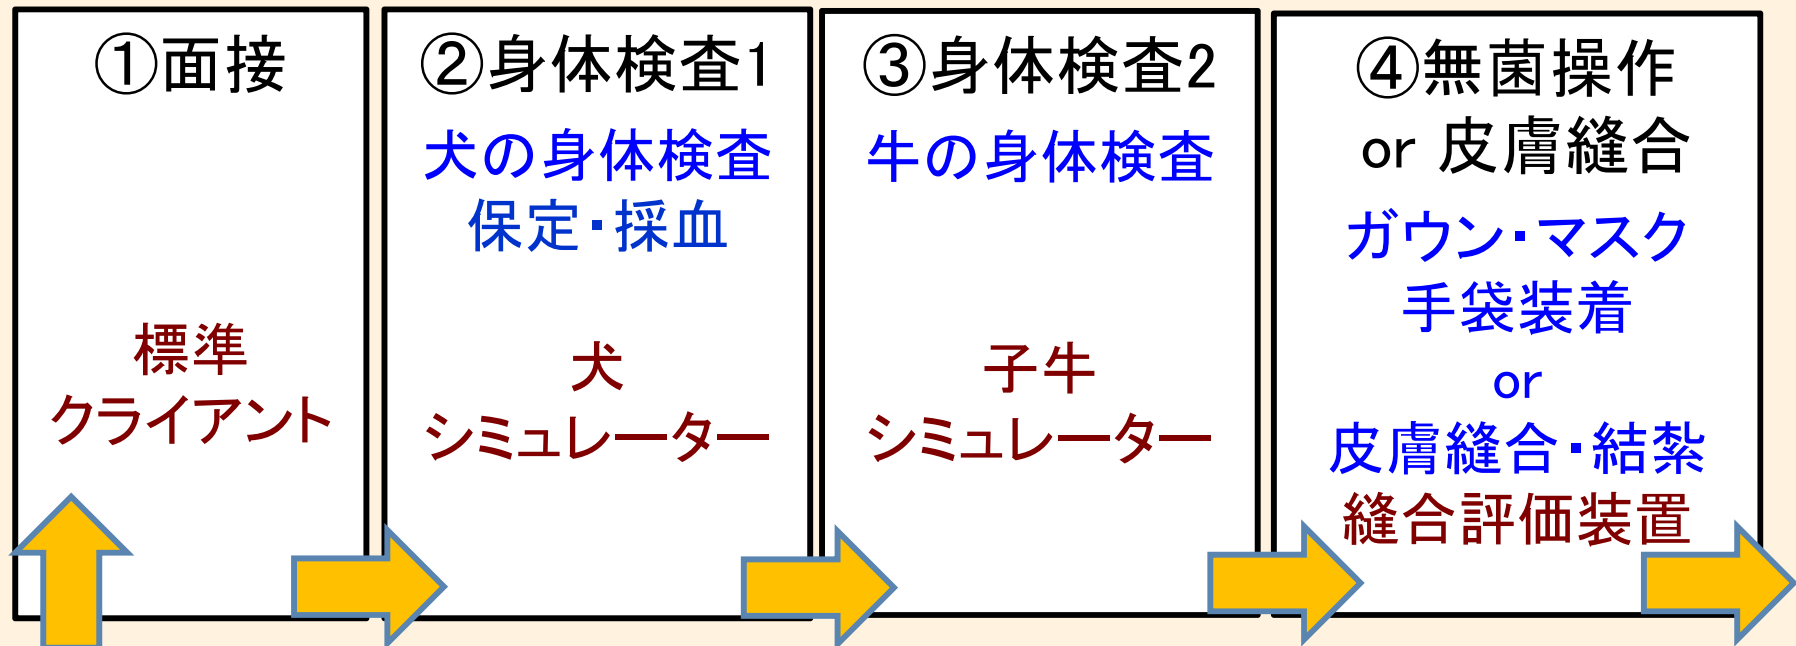 ①面接
標準
クライアント
②身体検査1
犬の身体検査
保定・採血
犬
シミュレーター
③身体検査2
牛の身体検査
子牛
シミュレーター
④無菌操作
or 皮膚縫合
ガウン・マスク
手袋装着
or
皮膚縫合・結紮
縫合評価装置